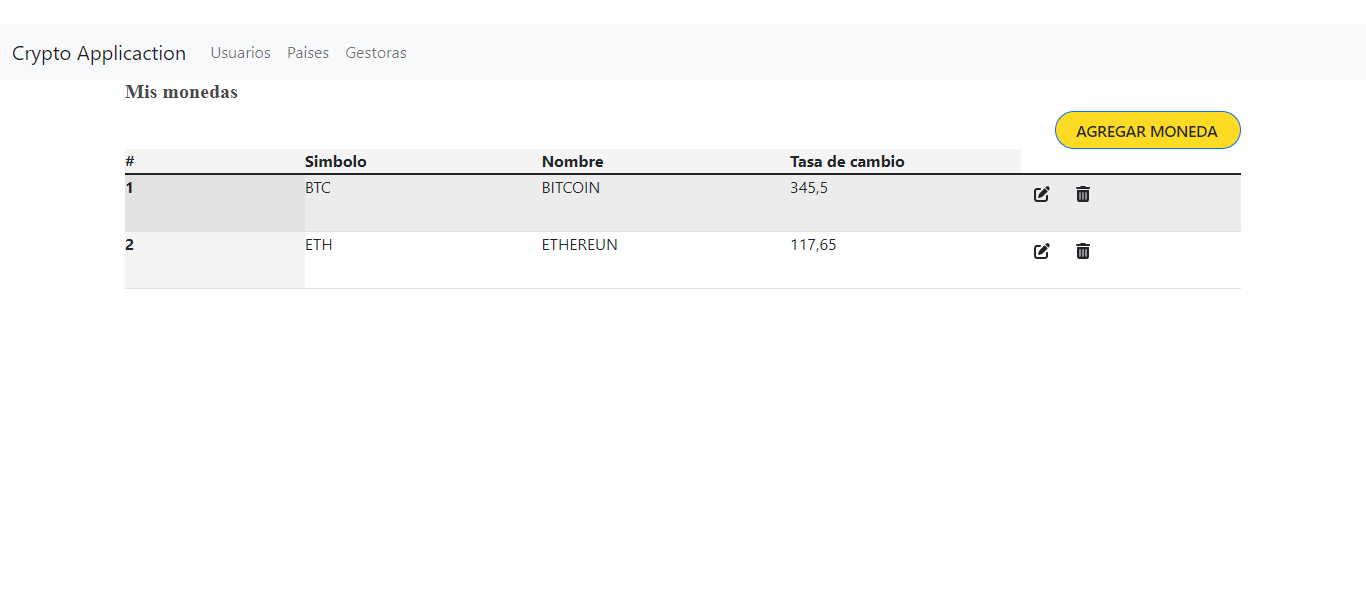 Crypto Applicaction Usuarios Paises Gestoras
Mis monedas
AGREGAR MONEDA
# Simbolo Nombre Tasa de cambio
1 BTC BITCOIN 345,5
2 ETH ETHEREUN 117,65